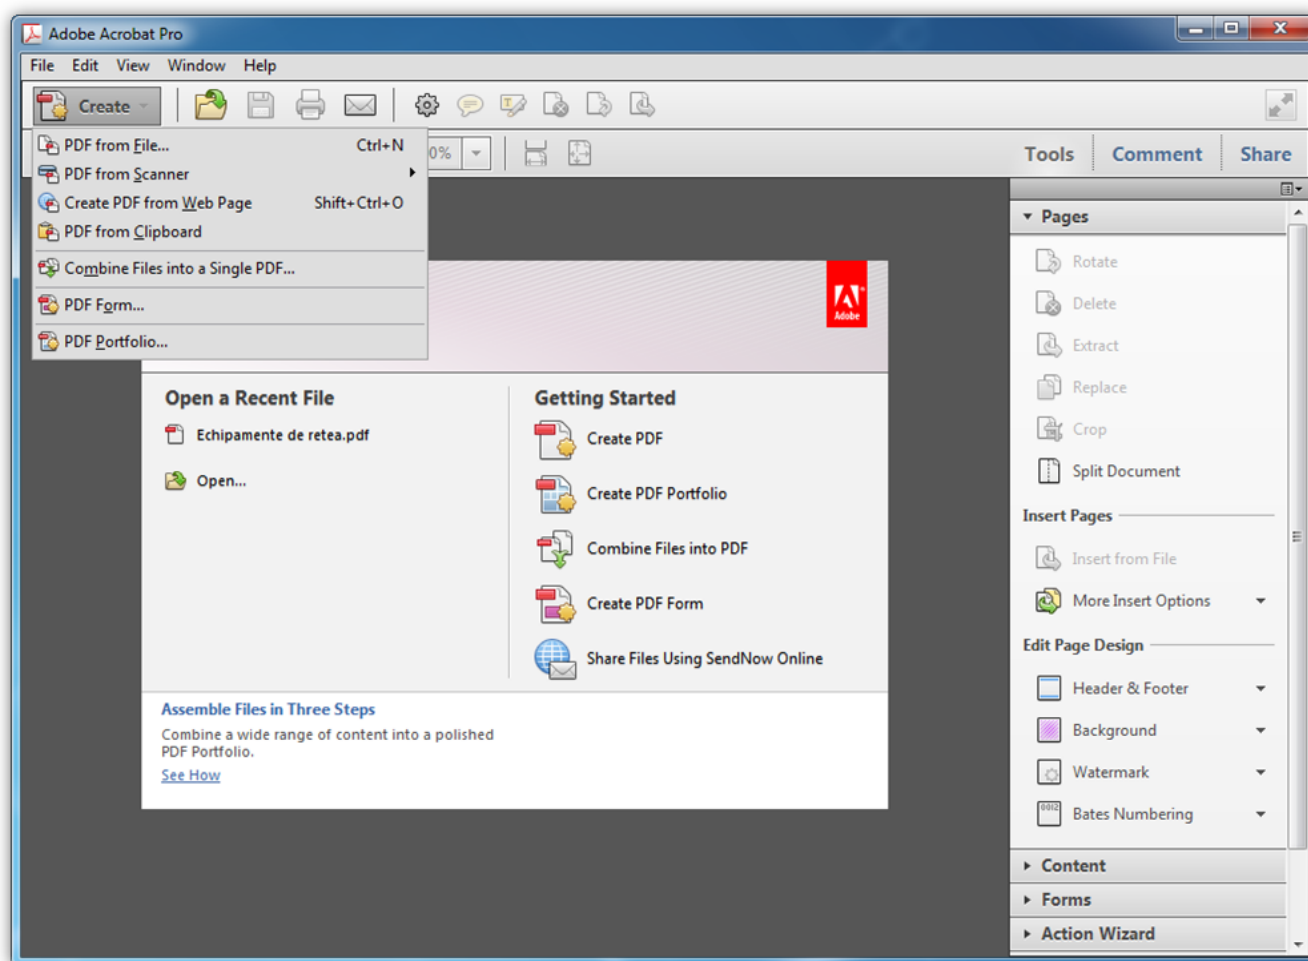 Adobe Acrobat Pro
File Edit View Window Help
Create
PDF from File... Ctrl+N
PDF from Scanner
Create PDF from Web Page Shift+Ctrl+O
PDF from Clipboard
Combine Files into a Single PDF...
PDF Form...
PDF Portfolio...
0%
Tools Comment Share
Adobe
Open a Recent File
Echipamente de retea.pdf
Open...
Getting Started
Create PDF
Create PDF Portfolio
Combine Files into PDF
Create PDF Form
Share Files Using SendNow Online
Assemble Files in Three Steps
Combine a wide range of content into a polished
PDF Portfolio.
See How
Pages
Rotate
Delete
Extract
Replace
Crop
Split Document
Insert Pages
Insert from File
More Insert Options
Edit Page Design
Header & Footer
Background
Watermark
0012
Bates Numbering
Content
Forms
Action Wizard